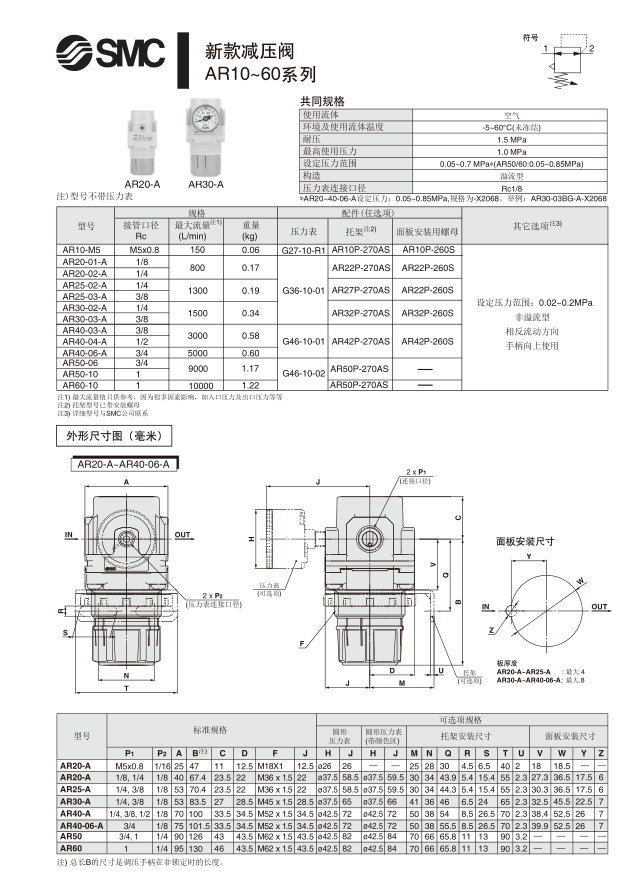 SMC
新款减压阀
AR10~60系列
符号
1 2
AR20-A AR30-A
注）型号不带压力表
共同规格
使用流体 空气
环境及使用流体温度 -5~60°C(未冻结)
耐压 1.5 MPa
最高使用压力 1.0 MPa
设定压力范围 0.05~0.7 MPa*(AR50/60:0.05~0.85MPa)
构造 溢流型
压力表连接口径 Rc1/8
*AR20~40-06-A设定压力：0.05~0.85MPa,规格为-X2068。举例：AR30-03BG-A-X2068
型号 规格 配件(任选项) 其它选项注3)
接管口径 Rc 最大流量注1) (L/min) 重量 (kg) 压力表 托架注2) 面板安装用螺母
AR10-M5 M5x0.8 150 0.06 G27-10-R1 AR10P-270AS AR10P-260S
AR20-01-A 1/8
800 0.17 AR22P-270AS AR22P-260S
AR20-02-A 1/4
AR25-02-A 1/4
1300 0.19 G36-10-01 AR27P-270AS AR22P-260S
AR25-03-A 3/8
AR30-02-A 1/4
1500 0.34 AR32P-270AS AR32P-260S
AR30-03-A 3/8
AR40-03-A 3/8
3000 0.58 G46-10-01 AR42P-270AS AR42P-260S
AR40-04-A 1/2
AR40-06-A 3/4 5000 0.60
AR50-06 3/4
9000 1.17 G46-10-02 AR50P-270AS ——
AR50-10 1
AR60-10 1 10000 1.22 AR50P-270AS ——
设定压力范围：0.02~0.2MPa
非溢流型
相反流动方向
手柄向上使用
注1) 最大流量值只供参考，因为很多因素影响，如入口压力及出口压力等等
注2) 托架型号已带安装螺母
注3) 详细型号与SMC公司联系
外形尺寸图（毫米）
AR20-A~AR40-06-A
A
IN OUT
SMC
2 x P2
(压力表连接口径)
R
S
N
T
J
2 x P1
(连接口径)
H
C
V
Q
B
压力表
(可选项)
F
D
U
托架
(可选项)
J M
面板安装尺寸
Y
W
IN OUT
Z
板厚度
AR20-A~AR25-A : 最大.4
AR30-A~AR40-06-A : 最大.8
型号 标准规格 可选项规格
圆形压力表 圆形压力表(带颜色区) 托架安装尺寸 面板安装尺寸
P1 P2 A B注) C D F J H J H J M N Q R S T U V W Y Z
AR20-A M5x0.8 1/16 25 47 11 12.5 M18X1 12.5 ø26 26 — — 25 28 30 4.5 6.5 40 2 18 18.5 — —
AR20-A 1/8, 1/4 1/8 40 67.4 23.5 22 M36 x 1.5 22 ø37.5 58.5 ø37.5 59.5 30 34 43.9 5.4 15.4 55 2.3 27.3 36.5 17.5 6
AR25-A 1/4, 3/8 1/8 53 70.4 23.5 22 M36 x 1.5 22 ø37.5 58.5 ø37.5 59.5 30 34 44.3 5.4 15.4 55 2.3 30.3 36.5 17.5 6
AR30-A 1/4, 3/8 1/8 53 83.5 27 28.5 M45 x 1.5 28.5 ø37.5 65 ø37.5 66 41 36 46 6.5 24 65 2.3 32.5 45.5 22.5 7
AR40-A 1/4, 3/8, 1/2 1/8 70 100 33.5 34.5 M52 x 1.5 34.5 ø42.5 72 ø42.5 72 50 38 54 8.5 26.5 70 2.3 38.4 52.5 26 7
AR40-06-A 3/4 1/8 75 101.5 33.5 34.5 M52 x 1.5 34.5 ø42.5 72 ø42.5 72 50 38 55.5 8.5 26.5 70 2.3 39.9 52.5 26 7
AR50 3/4, 1 1/4 90 126 43 43.5 M62 x 1.5 43.5 ø42.5 82 ø42.5 84 70 66 65.8 11 13 90 3.2 — — — —
AR60 1 1/4 95 130 46 43.5 M62 x 1.5 43.5 ø42.5 82 ø42.5 84 70 66 65.8 11 13 90 3.2 — — — —
注) 总长B的尺寸是调压手柄在非锁定时的长度。